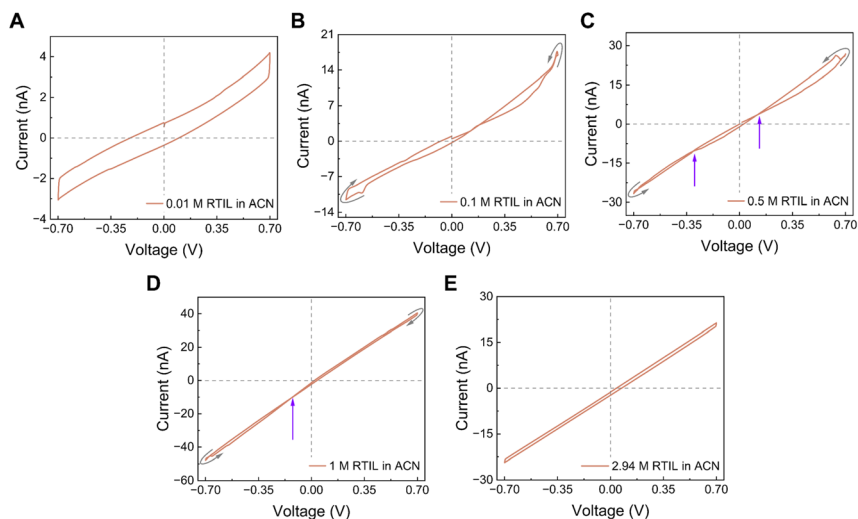 A
Current (nA)
4
2
0
−2
−4
−0.70
−0.35
0.00
0.35
0.70
Voltage (V)
0.01 M RTIL in ACN
B
Current (nA)
21
14
7
0
−7
−14
−0.70
−0.35
0.00
0.35
0.70
Voltage (V)
0.1 M RTIL in ACN
C
Current (nA)
30
15
0
−15
−30
−0.70
−0.35
0.00
0.35
0.70
Voltage (V)
0.5 M RTIL in ACN
D
Current (nA)
40
20
0
−20
−40
−60
−0.70
−0.35
0.00
0.35
0.70
Voltage (V)
1 M RTIL in ACN
E
Current (nA)
30
15
0
−15
−30
−0.70
−0.35
0.00
0.35
0.70
Voltage (V)
2.94 M RTIL in ACN